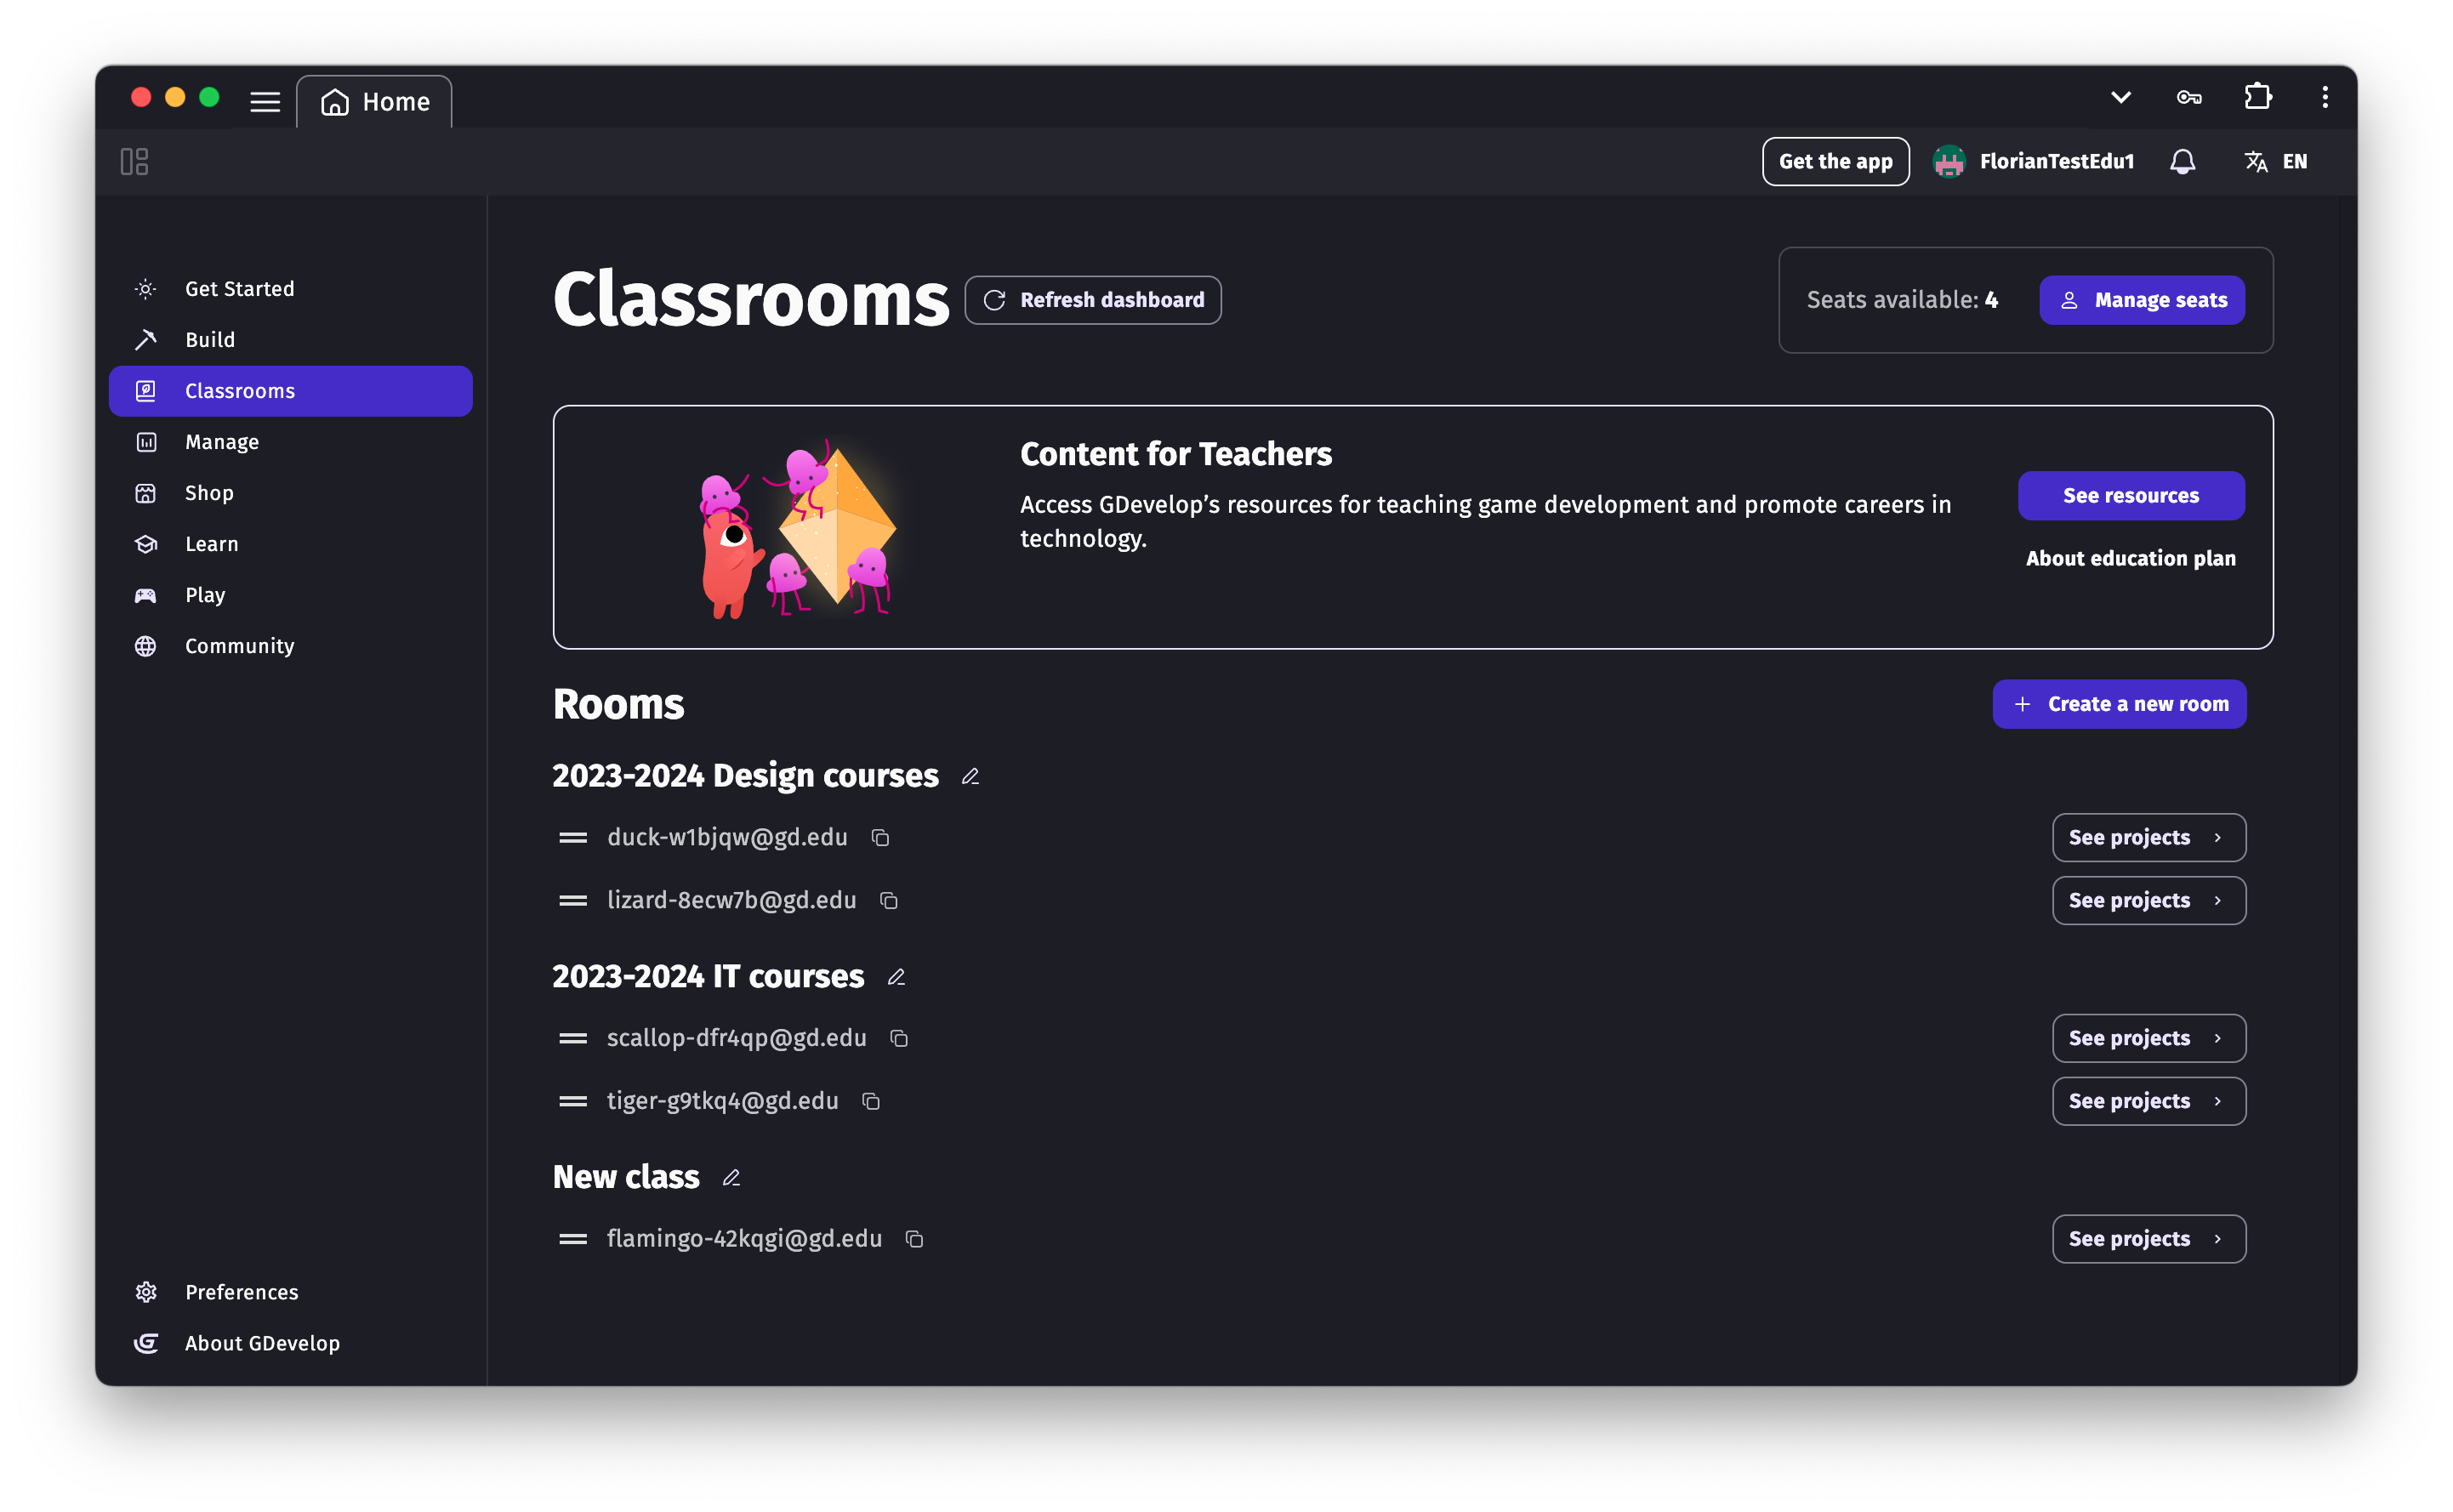 Home
Get the app
FlorianTestEdu1
EN
Get Started
Build
Classrooms
Manage
Shop
Learn
Play
Community
Preferences
About GDevelop
Classrooms
Refresh dashboard
Seats available: 4
Manage seats
Content for Teachers
Access GDevelop’s resources for teaching game development and promote careers in
technology.
See resources
About education plan
Rooms
Create a new room
2023-2024 Design courses
duck-w1bjqw@gd.edu
See projects
lizard-8ecw7b@gd.edu
See projects
2023-2024 IT courses
scallop-dfr4qp@gd.edu
See projects
tiger-g9tkq4@gd.edu
See projects
New class
flamingo-42kqgi@gd.edu
See projects